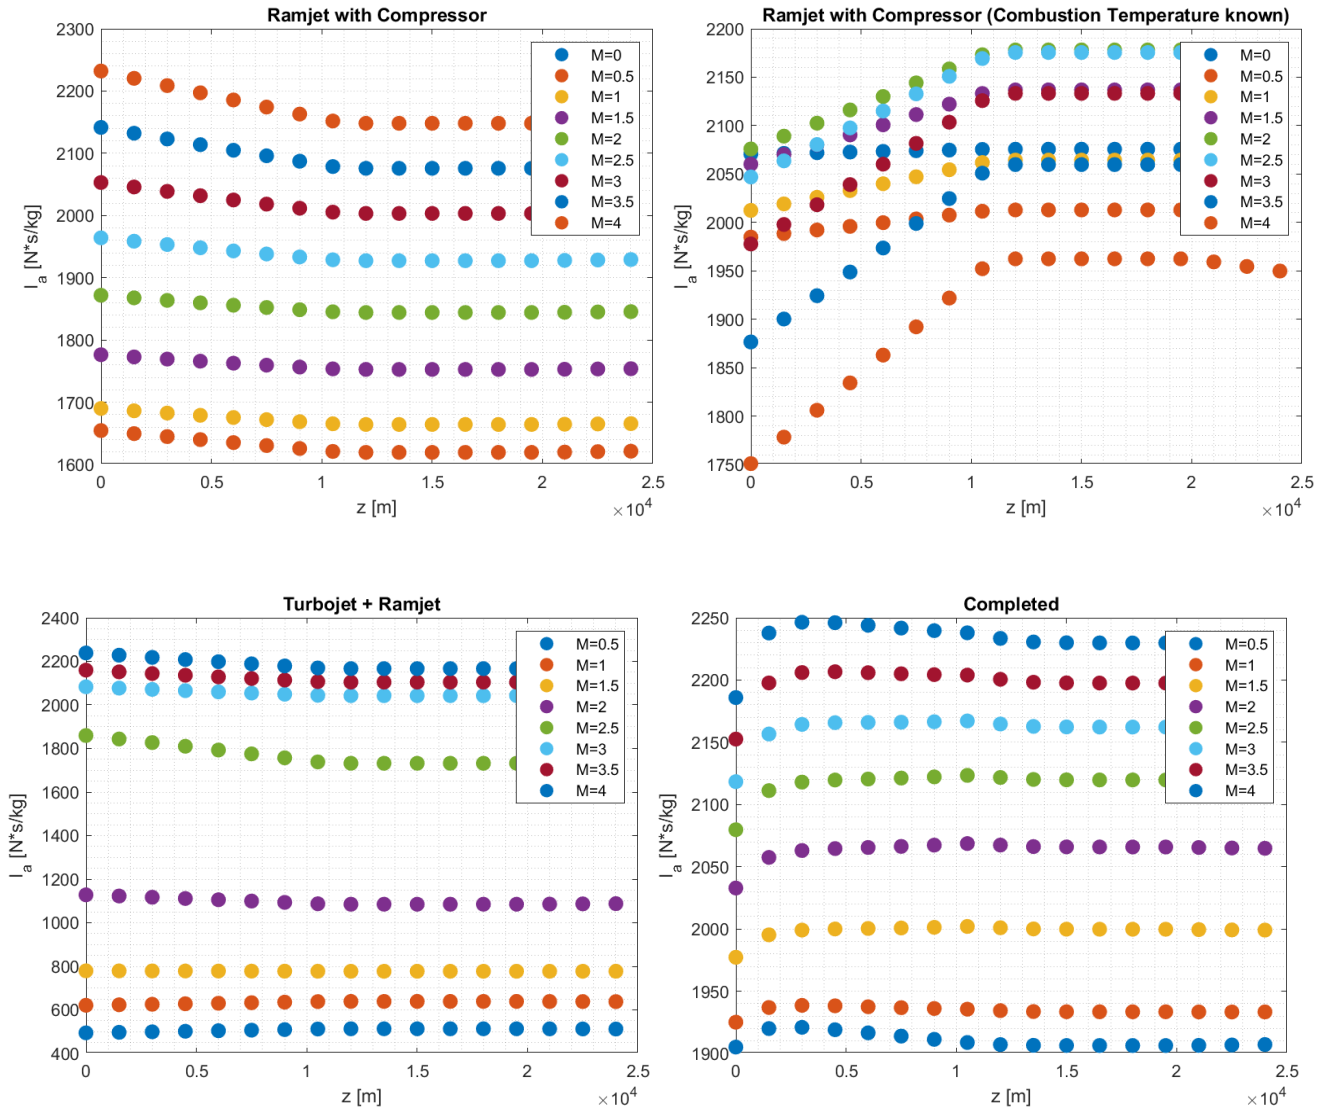 Ramjet with Compressor
2300
2200
2100
2000
1900
1800
1700
1600
I_a [N*s/kg]
0
0.5
1
1.5
2
2.5
×10^4
z [m]
M=0
M=0.5
M=1
M=1.5
M=2
M=2.5
M=3
M=3.5
M=4
Ramjet with Compressor (Combustion Temperature known)
2200
2150
2100
2050
2000
1950
1900
1850
1800
1750
I_a [N*s/kg]
0
0.5
1
1.5
2
2.5
×10^4
z [m]
M=0
M=0.5
M=1
M=1.5
M=2
M=2.5
M=3
M=3.5
M=4
Turbojet + Ramjet
2400
2200
2000
1800
1600
1400
1200
1000
800
600
400
I_a [N*s/kg]
0
0.5
1
1.5
2
2.5
×10^4
z [m]
M=0.5
M=1
M=1.5
M=2
M=2.5
M=3
M=3.5
M=4
Completed
2250
2200
2150
2100
2050
2000
1950
1900
I_a [N*s/kg]
0
0.5
1
1.5
2
2.5
×10^4
z [m]
M=0.5
M=1
M=1.5
M=2
M=2.5
M=3
M=3.5
M=4